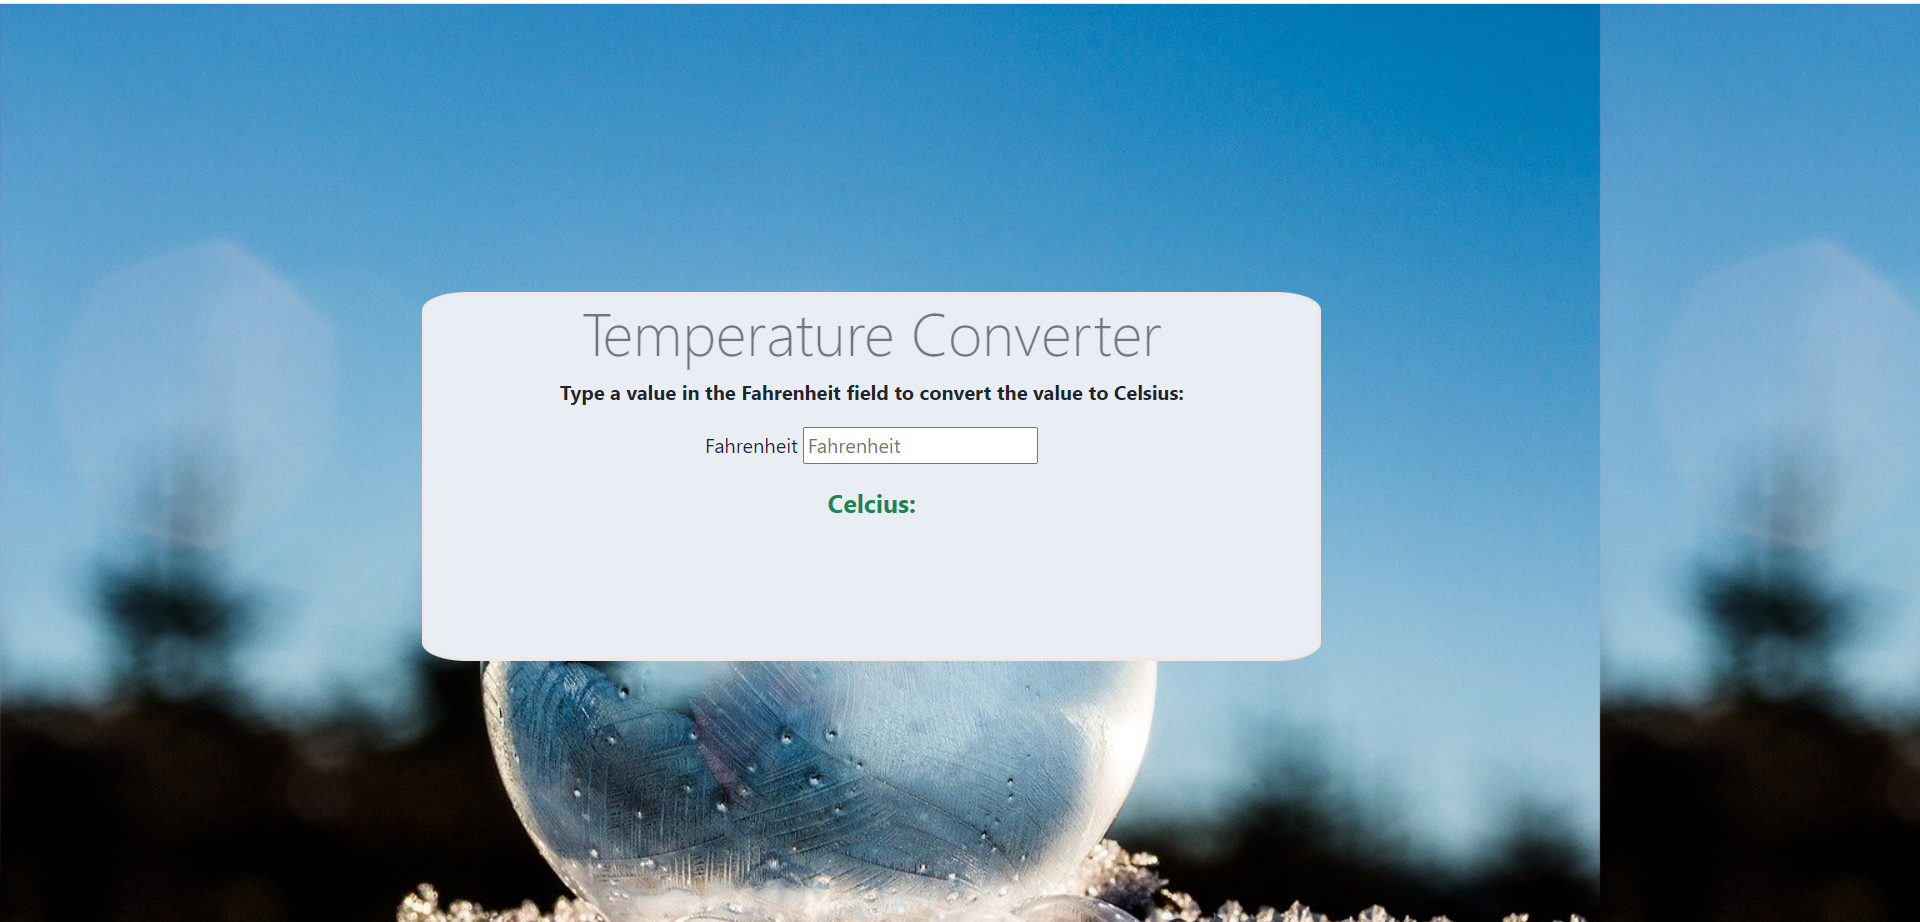 Temperature Converter
Type a value in the Fahrenheit field to convert the value to Celsius:
Fahrenheit Fahrenheit
Celcius: